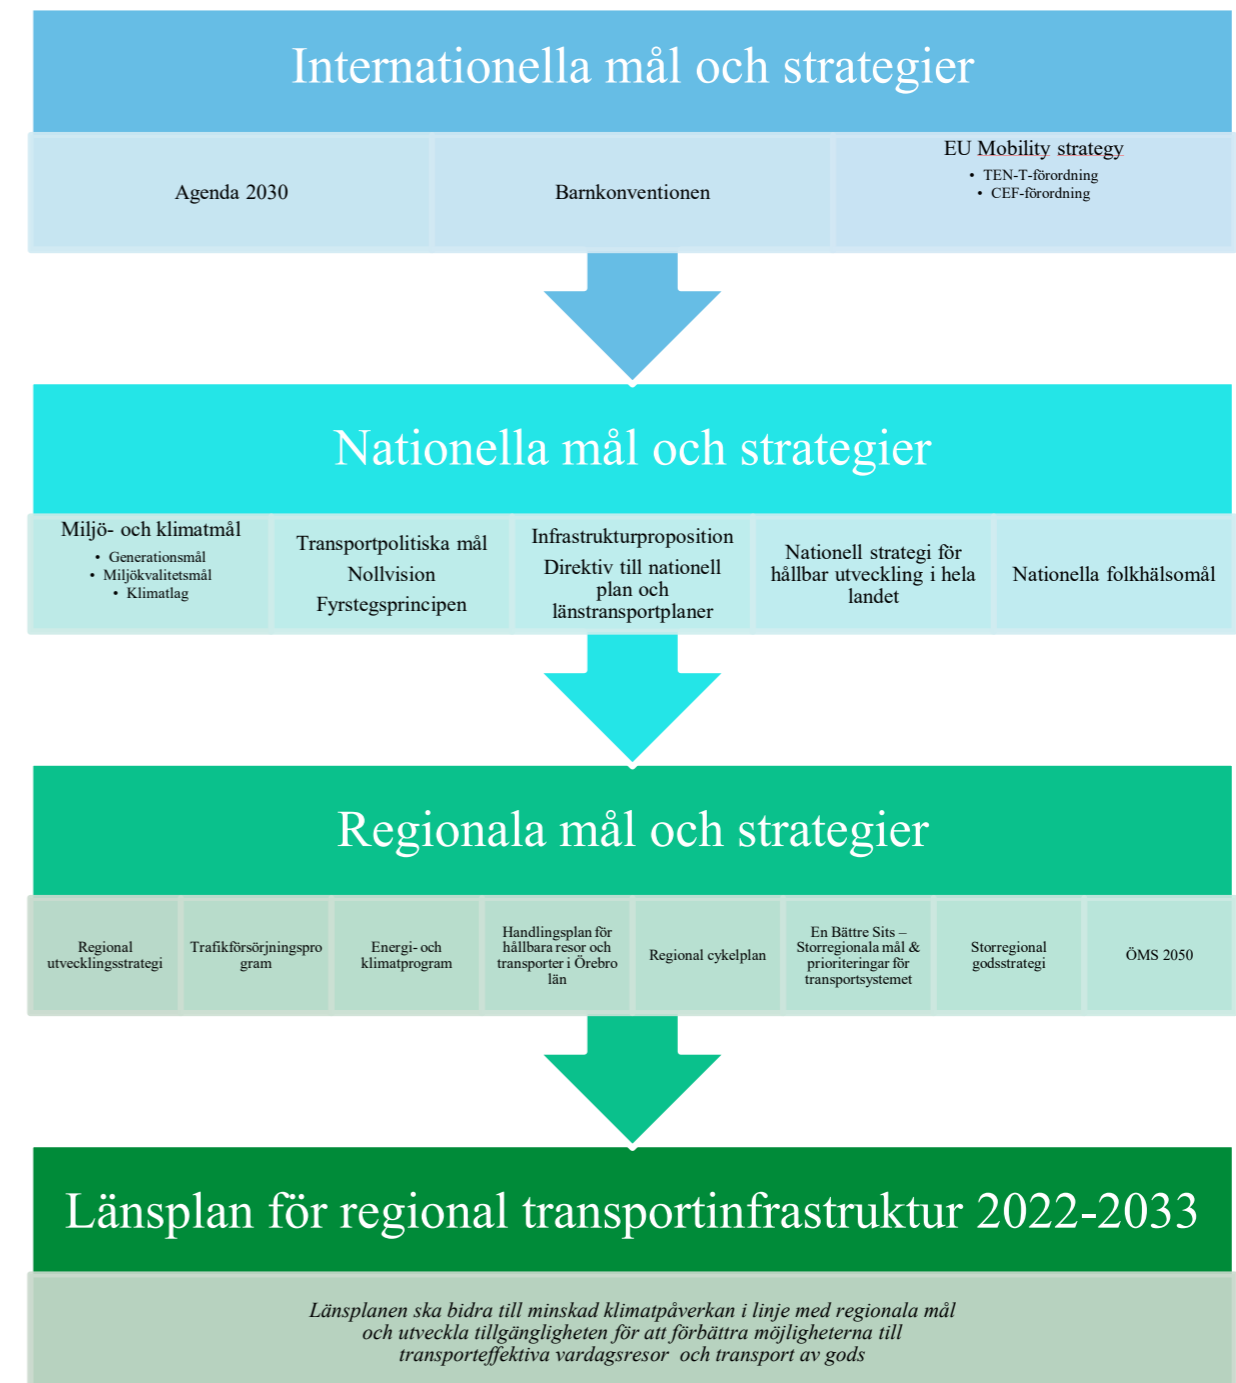 Internationella mål och strategier
Agenda 2030
Barnkonventionen
EU Mobility strategy
• TEN-T-förordning
• CEF-förordning
Nationella mål och strategier
Miljö- och klimatmål
• Generationsmål
• Miljökvalitetsmål
• Klimatlag
Transportpolitiska mål
Nollvision
Fyrstegsprincipen
Infrastrukturproposition
Direktiv till nationell
plan och
länstransportplaner
Nationell strategi för
hållbar utveckling i hela
landet
Nationella folkhälsomål
Regionala mål och strategier
Regional
utvecklingsstrategi
Trafikförsörjningspro
gram
Energi- och
klimatprogram
Handlingsplan för
hållbara resor och
transporter i Örebro
län
Regional cykelplan
En Bättre Sits –
Storregionala mål &
prioriteringar för
transportsystemet
Storregional
godsstrategi
ÖMS 2050
Länsplan för regional transportinfrastruktur 2022-2033
Länsplanen ska bidra till minskad klimatpåverkan i linje med regionala mål
och utveckla tillgängligheten för att förbättra möjligheterna till
transporteffektiva vardagsresor  och transport av gods